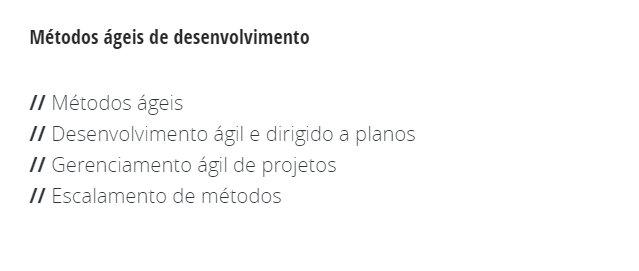 Métodos ágeis de desenvolvimento
// Métodos ágeis
// Desenvolvimento ágil e dirigido a planos
// Gerenciamento ágil de projetos
// Escalamento de métodos